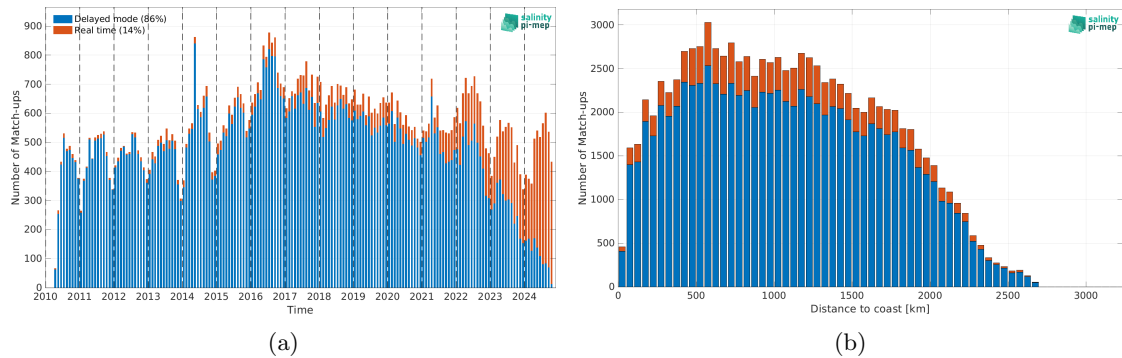 Delayed mode (86%)
Real time (14%)
salinity
pi-mep
Number of Match-ups
900
800
700
600
500
400
300
200
100
0
2010 2011 2012 2013 2014 2015 2016 2017 2018 2019 2020 2021 2022 2023 2024
Time
(a)
salinity
pi-mep
Number of Match-ups
3000
2500
2000
1500
1000
500
0
0 500 1000 1500 2000 2500 3000
Distance to coast [km]
(b)